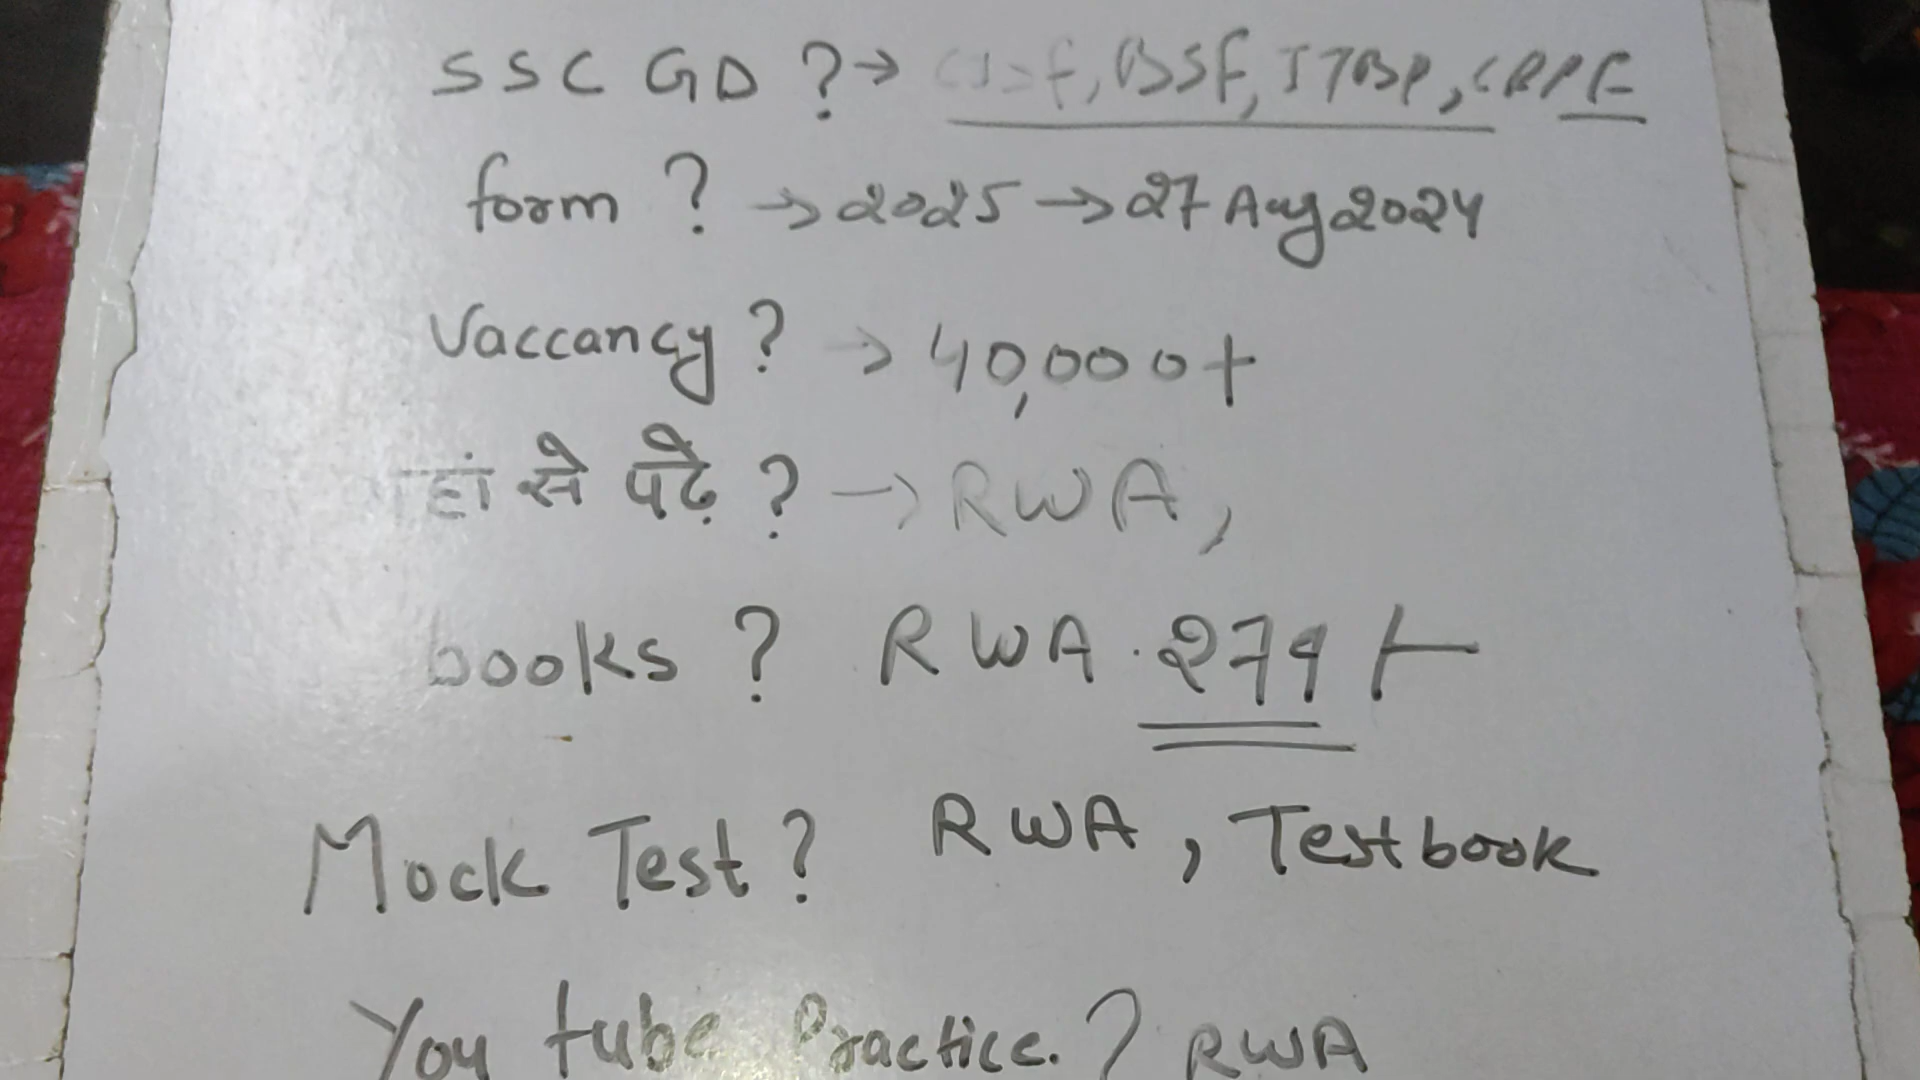 SSC GD ? → CISF, BSF, ITBP, CRPF
form ? → 2025 → 27 Aug 2024
Vaccancy ? → 40,000+
हां से पढ़े ? → RWA,
books ? RWA. 279 +
Mock Test ? RWA, Testbook
You tube Practice. ? RWA